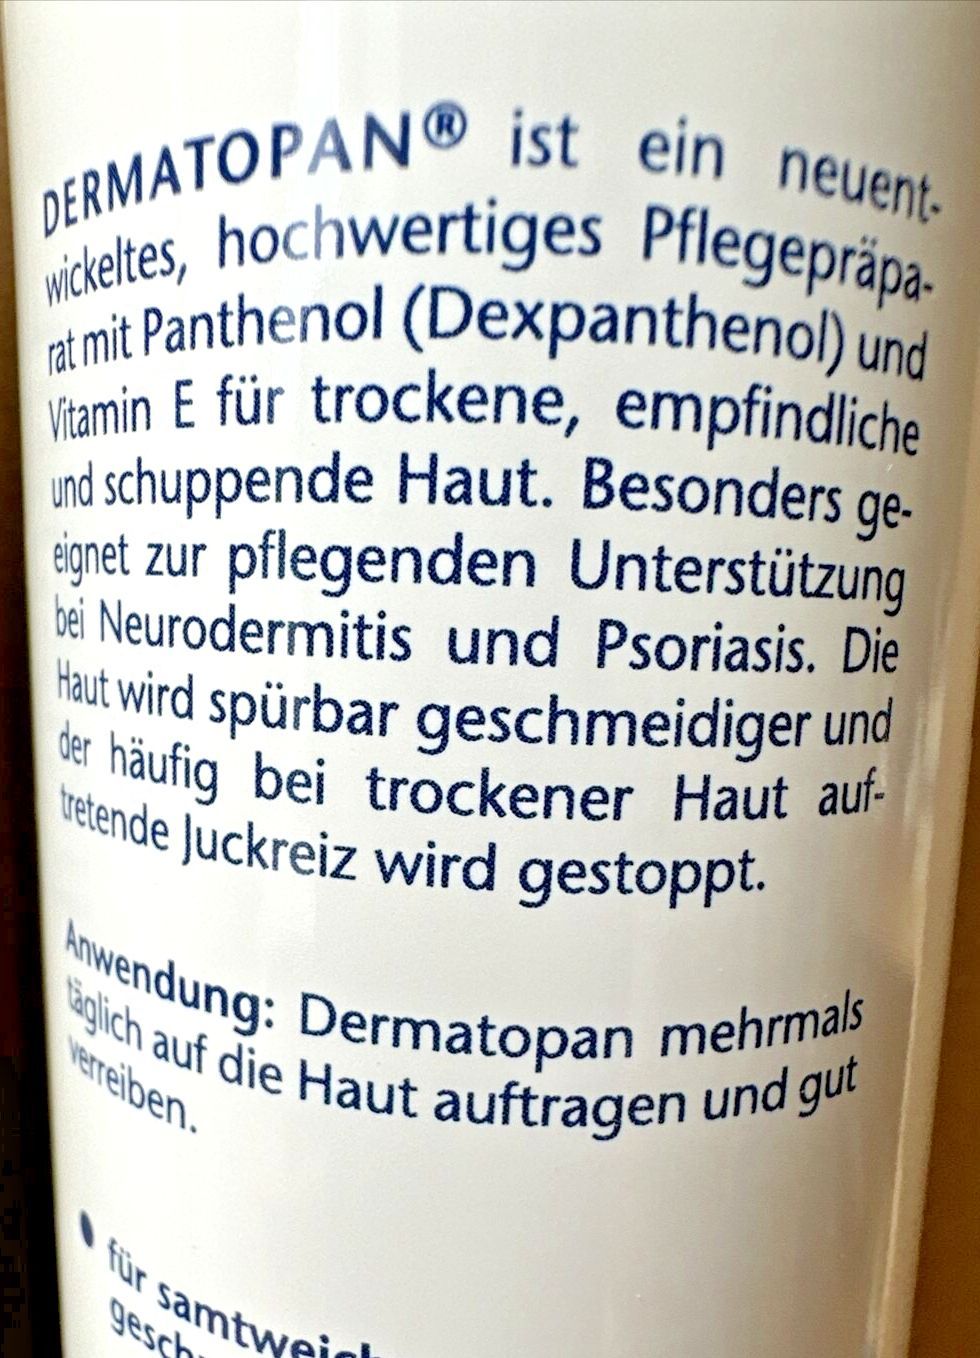 DERMATOPAN® ist ein neuent-
wickeltes, hochwertiges Pflegepräpa-
rat mit Panthenol (Dexpanthenol) und
Vitamin E für trockene, empfindliche
und schuppende Haut. Besonders ge-
eignet zur pflegenden Unterstützung
bei Neurodermitis und Psoriasis. Die
Haut wird spürbar geschmeidiger und
der häufig bei trockener Haut auf-
tretende Juckreiz wird gestoppt.
Anwendung: Dermatopan mehrmals
täglich auf die Haut auftragen und gut
verreiben.
für samtweich